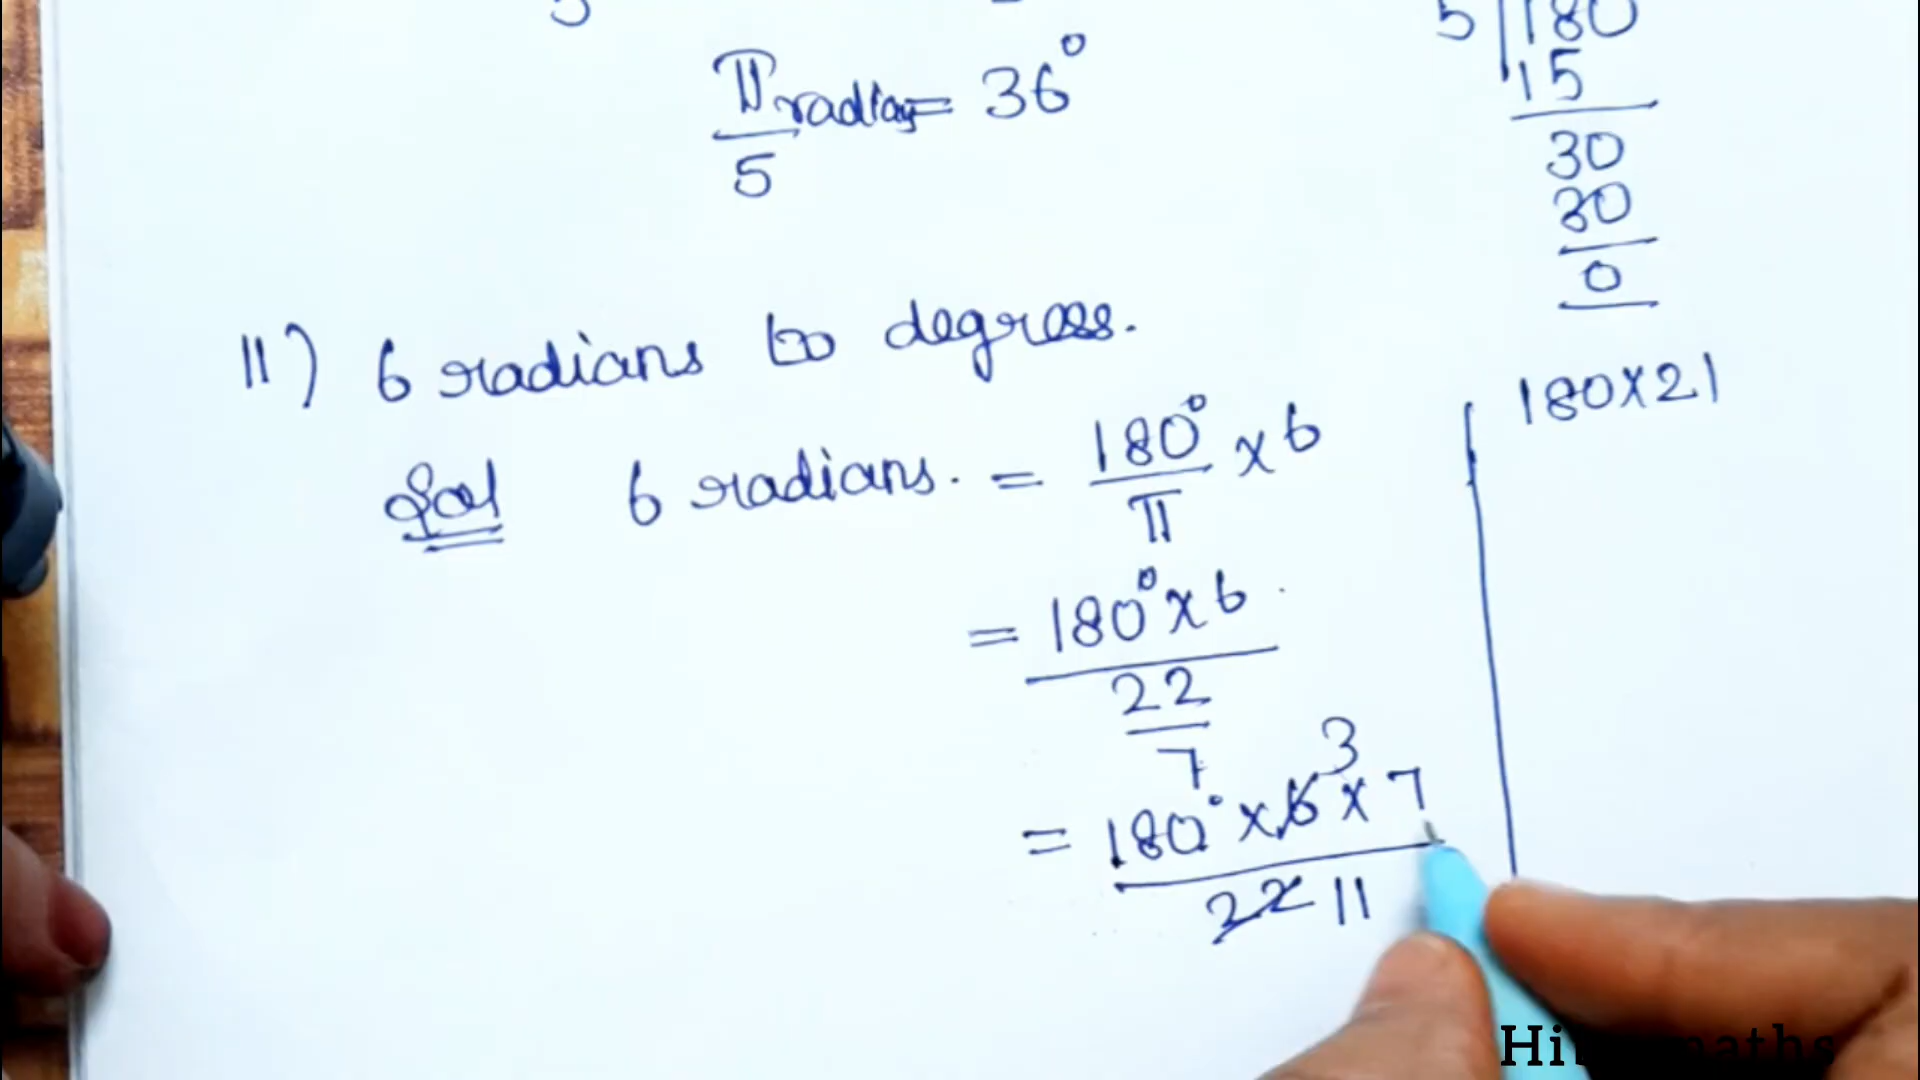 π/5 radian = 36°
5 | 180
15
30
30
0
II) 6 radians to degrees.
Sol 6 radians. = 180°/π × 6
= 180° × 6 / 22/7
= 180° × 6 3 × 7 / 22 11
180×21